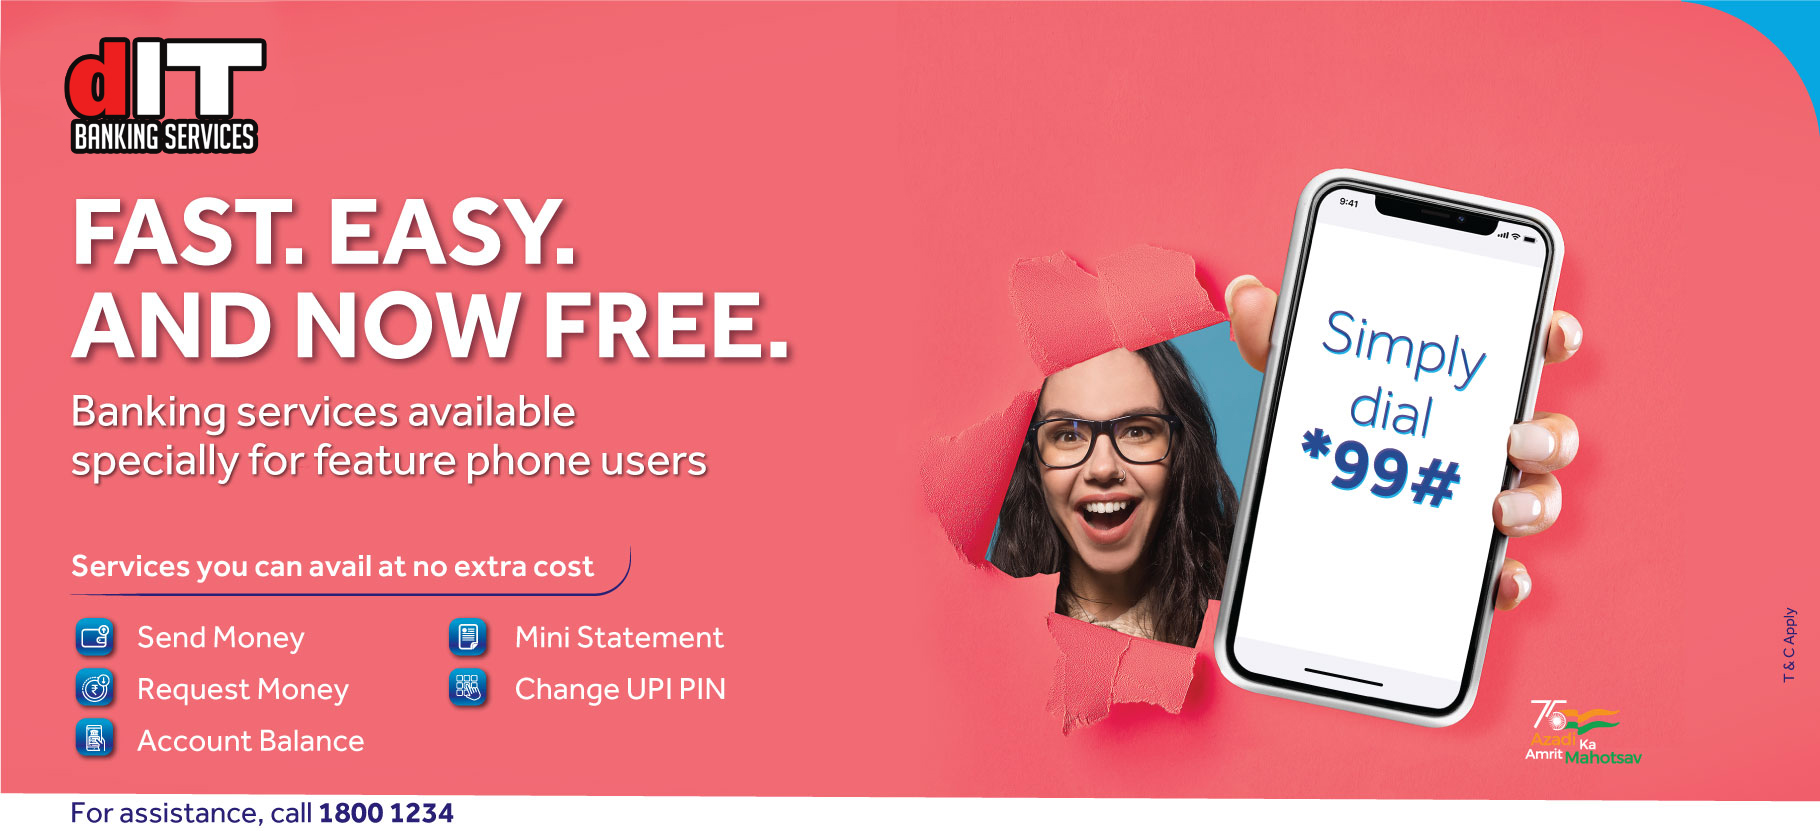 dIT
BANKING SERVICES
FAST. EASY.
AND NOW FREE.
Banking services available
specially for feature phone users
Services you can avail at no extra cost
Send Money
Request Money
Account Balance
Mini Statement
Change UPI PIN
For assistance, call 1800 1234
9:41
Simply
dial
*99#
75
Azadi Ka
Amrit Mahotsav
T & C Apply